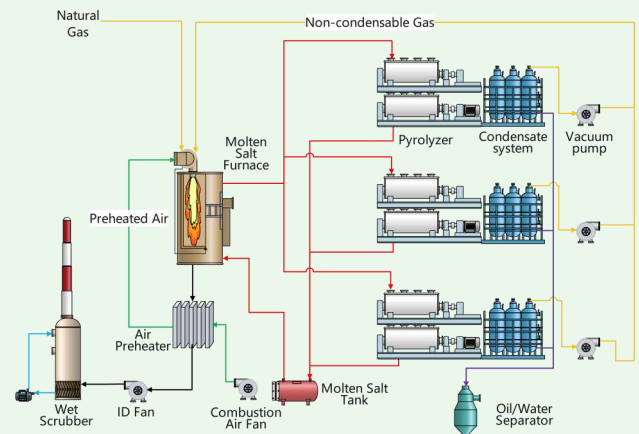 Natural
Gas
Non-condensable Gas
Molten
Salt
Furnace
Pyrolyzer
Condensate
system
Vacuum
pump
Preheated Air
Air
Preheater
Wet
Scrubber
ID Fan
Combustion
Air Fan
Molten Salt
Tank
Oil/Water
Separator